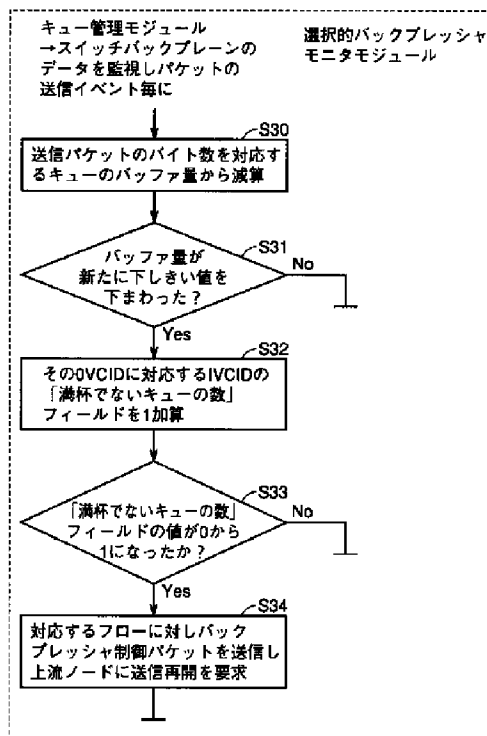 キュー管理モジュール
→スイッチバックプレーンの
データを監視しパケットの
送信イベント毎に
選択的バックプレッシャ
モニタモジュール
S30
送信パケットのバイト数を対応す
るキューのバッファ量から減算
S31
バッファ量が
新たに下しきい値を
下まわった？
No
Yes
S32
その0VCIDに対応するIVCIDの
「満杯でないキューの数」
フィールドを1加算
S33
「満杯でないキューの数」
フィールドの値が0から
1になったか？
No
Yes
S34
対応するフローに対しバック
プレッシャ制御パケットを送信し
上流ノードに送信再開を要求